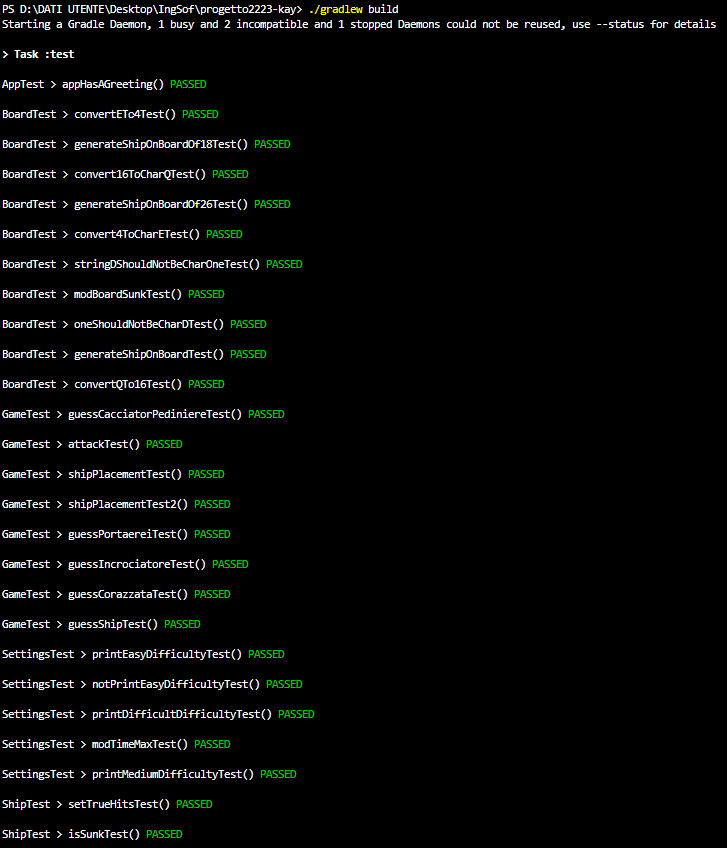 PS D:\DATI UTENTE\Desktop\IngSof\progetto2223-kay> ./gradlew build
Starting a Gradle Daemon, 1 busy and 2 incompatible and 1 stopped Daemons could not be reused, use --status for details
> Task :test
AppTest > appHasAGreeting() PASSED
BoardTest > convertETo4Test() PASSED
BoardTest > generateShipOnBoardOf18Test() PASSED
BoardTest > convert16ToCharQTest() PASSED
BoardTest > generateShipOnBoardOf26Test() PASSED
BoardTest > convert4ToCharETest() PASSED
BoardTest > stringDShouldNotBeCharOneTest() PASSED
BoardTest > modBoardSunkTest() PASSED
BoardTest > oneShouldNotBeCharDTest() PASSED
BoardTest > generateShipOnBoardTest() PASSED
BoardTest > convertQTo16Test() PASSED
GameTest > guessCacciatorPediniereTest() PASSED
GameTest > attackTest() PASSED
GameTest > shipPlacementTest() PASSED
GameTest > shipPlacementTest2() PASSED
GameTest > guessPortaereiTest() PASSED
GameTest > guessIncrociatoreTest() PASSED
GameTest > guessCorazzataTest() PASSED
GameTest > guessShipTest() PASSED
SettingsTest > printEasyDifficultyTest() PASSED
SettingsTest > notPrintEasyDifficultyTest() PASSED
SettingsTest > printDifficultDifficultyTest() PASSED
SettingsTest > modTimeMaxTest() PASSED
SettingsTest > printMediumDifficultyTest() PASSED
ShipTest > setTrueHitsTest() PASSED
ShipTest > isSunkTest() PASSED